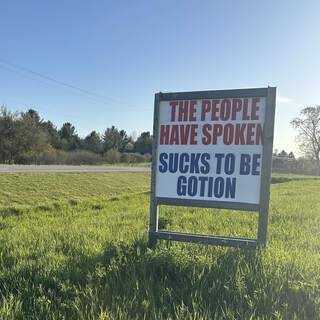 THE PEOPLE
HAVE SPOKEN
SUCKS TO BE
GOTION